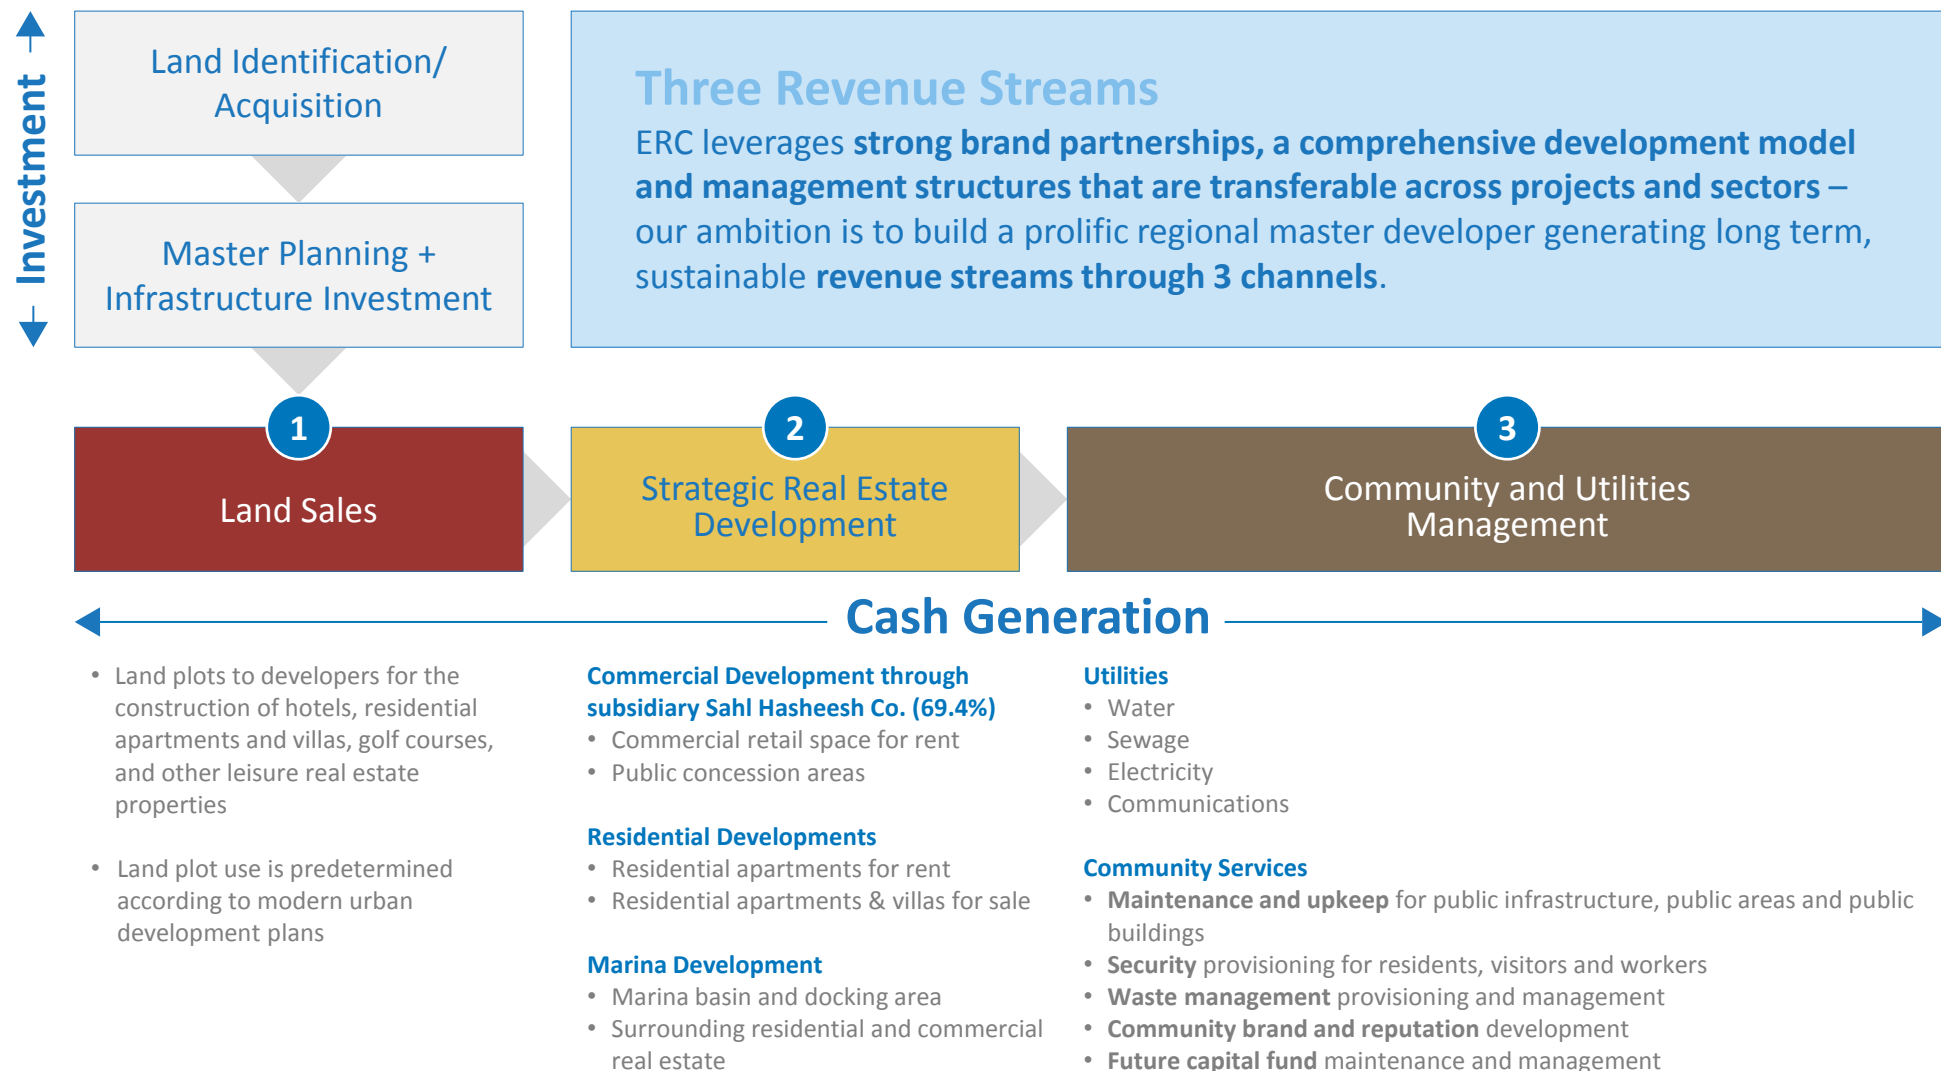 Investment
Land Identification/
Acquisition
Master Planning +
Infrastructure Investment
Three Revenue Streams
ERC leverages strong brand partnerships, a comprehensive development model
and management structures that are transferable across projects and sectors –
our ambition is to build a prolific regional master developer generating long term,
sustainable revenue streams through 3 channels.
1
Land Sales
2
Strategic Real Estate
Development
3
Community and Utilities
Management
Cash Generation
• Land plots to developers for the
construction of hotels, residential
apartments and villas, golf courses,
and other leisure real estate
properties
• Land plot use is predetermined
according to modern urban
development plans
Commercial Development through
subsidiary Sahl Hasheesh Co. (69.4%)
• Commercial retail space for rent
• Public concession areas
Residential Developments
• Residential apartments for rent
• Residential apartments & villas for sale
Marina Development
• Marina basin and docking area
• Surrounding residential and commercial
real estate
Utilities
• Water
• Sewage
• Electricity
• Communications
Community Services
• Maintenance and upkeep for public infrastructure, public areas and public
buildings
• Security provisioning for residents, visitors and workers
• Waste management provisioning and management
• Community brand and reputation development
• Future capital fund maintenance and management